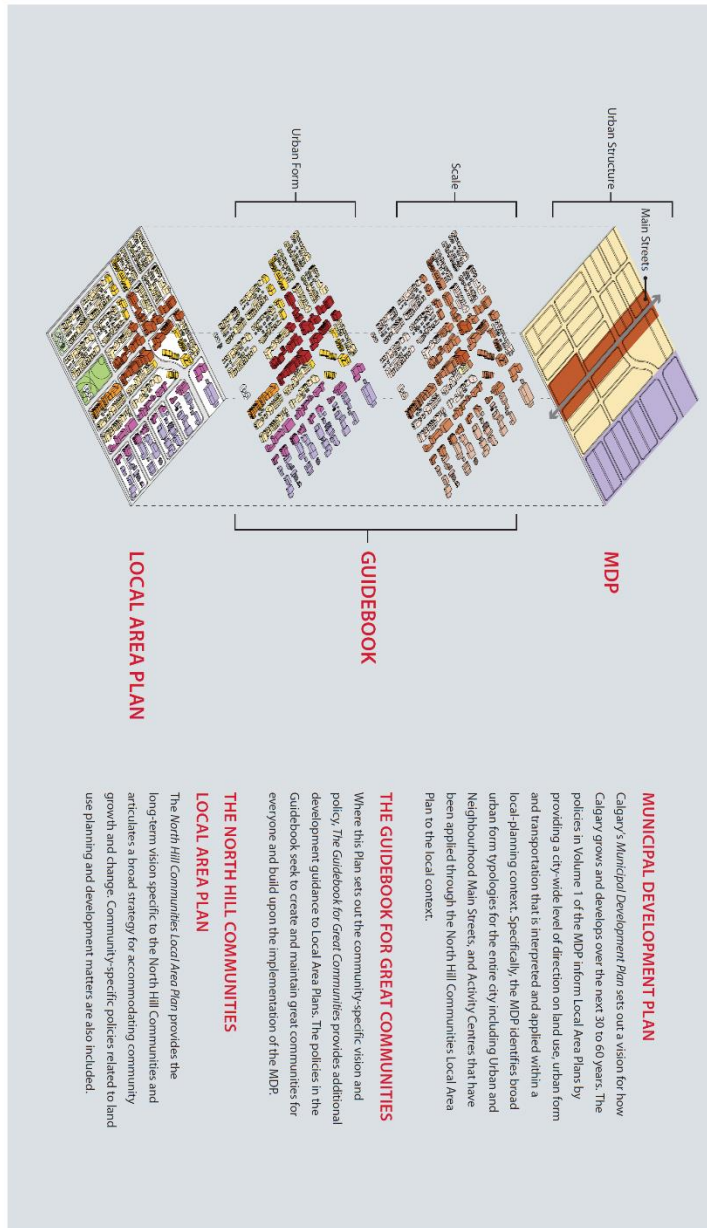 Urban Structure
Main Streets
Scale
Urban Form
MDP
GUIDEBOOK
LOCAL AREA PLAN
MUNICIPAL DEVELOPMENT PLAN
Calgary's Municipal Development Plan sets out a vision for how
Calgary grows and develops over the next 30 to 60 years. The
policies in Volume 1 of the MDP inform Local Area Plans by
providing a city-wide level of direction on land use, urban form
and transportation that is interpreted and applied within a
local-planning context. Specifically, the MDP identifies broad
urban form typologies for the entire city including Urban and
Neighbourhood Main Streets, and Activity Centres that have
been applied through the North Hill Communities Local Area
Plan to the local context.
THE GUIDEBOOK FOR GREAT COMMUNITIES
Where this Plan sets out the community-specific vision and
policy, The Guidebook for Great Communities provides additional
development guidance to Local Area Plans. The policies in the
Guidebook seek to create and maintain great communities for
everyone and build upon the implementation of the MDP.
THE NORTH HILL COMMUNITIES
LOCAL AREA PLAN
The North Hill Communities Local Area Plan provides the
long-term vision specific to the North Hill Communities and
articulates a broad strategy for accommodating community
growth and change. Community-specific policies related to land
use planning and development matters are also included.